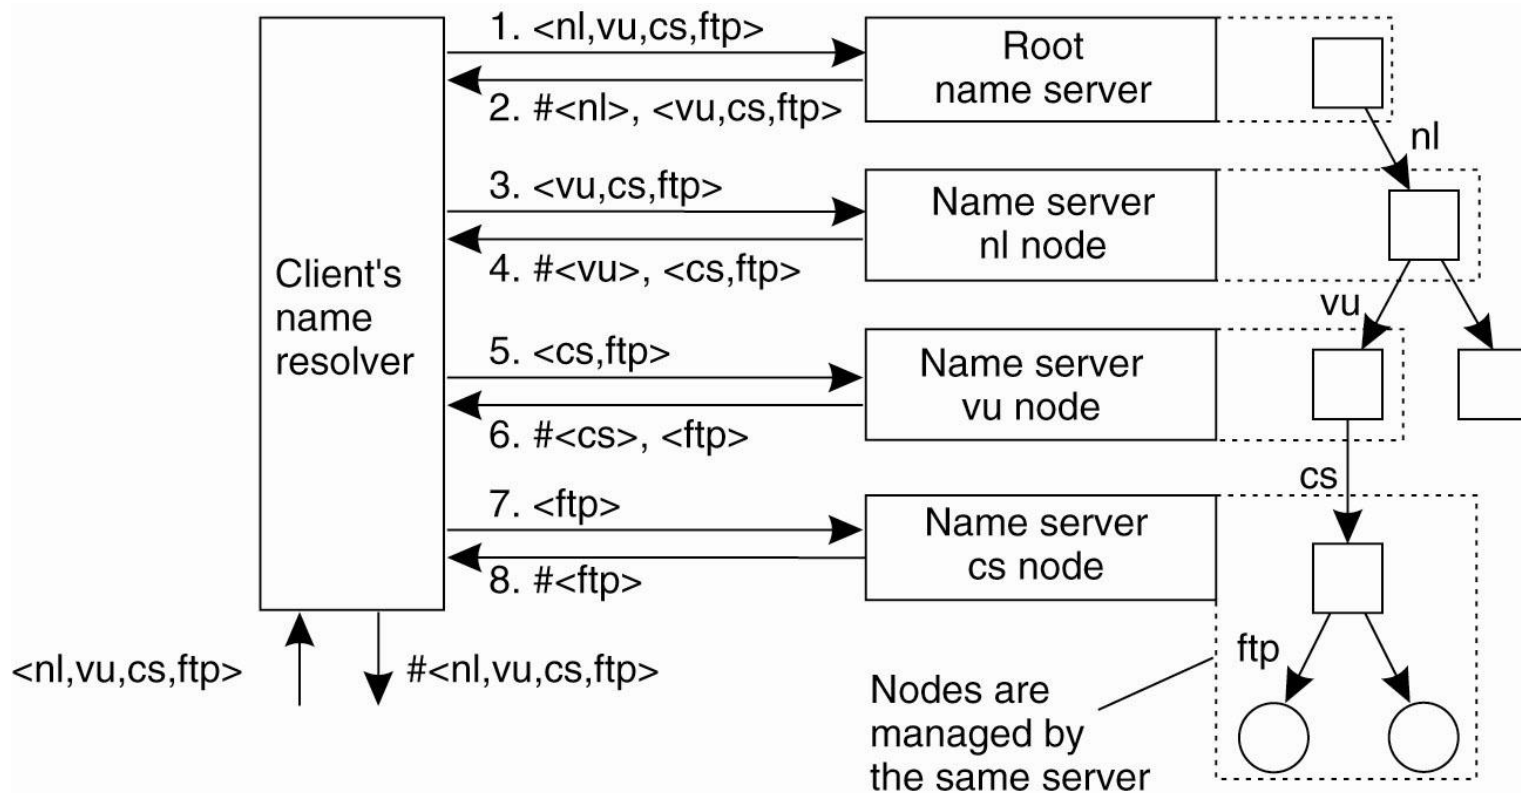 1. <nl,vu,cs,ftp>
Root
name server
2. #<nl>, <vu,cs,ftp>
nl
3. <vu,cs,ftp>
Name server
nl node
4. #<vu>, <cs,ftp>
vu
Client's
name
resolver
5. <cs,ftp>
Name server
vu node
6. #<cs>, <ftp>
cs
7. <ftp>
Name server
cs node
8. #<ftp>
ftp
<nl,vu,cs,ftp>
#<nl,vu,cs,ftp>
Nodes are
managed by
the same server